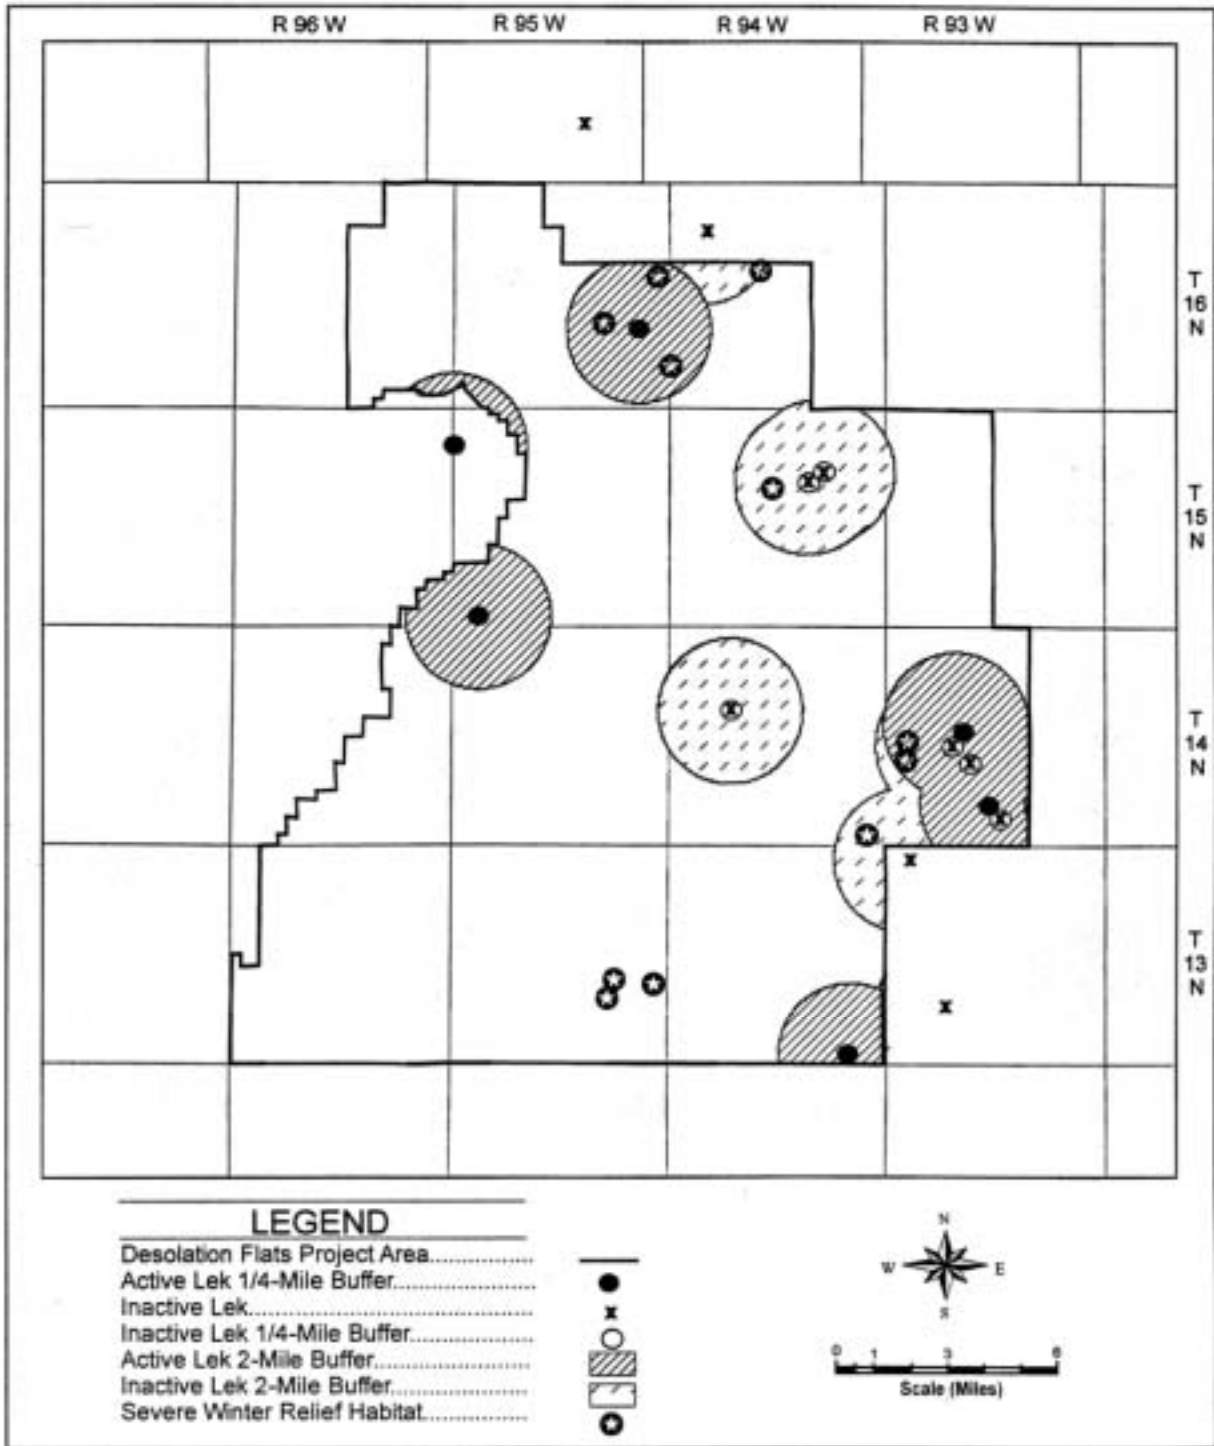 R 96 W R 95 W R 94 W R 93 W
T
16
N
T
15
N
T
14
N
T
13
N
LEGEND
Desolation Flats Project Area
Active Lek 1/4-Mile Buffer
Inactive Lek
Inactive Lek 1/4-Mile Buffer
Active Lek 2-Mile Buffer
Inactive Lek 2-Mile Buffer
Severe Winter Relief Habitat
N
W E
S
0 1 3 6
Scale (Miles)